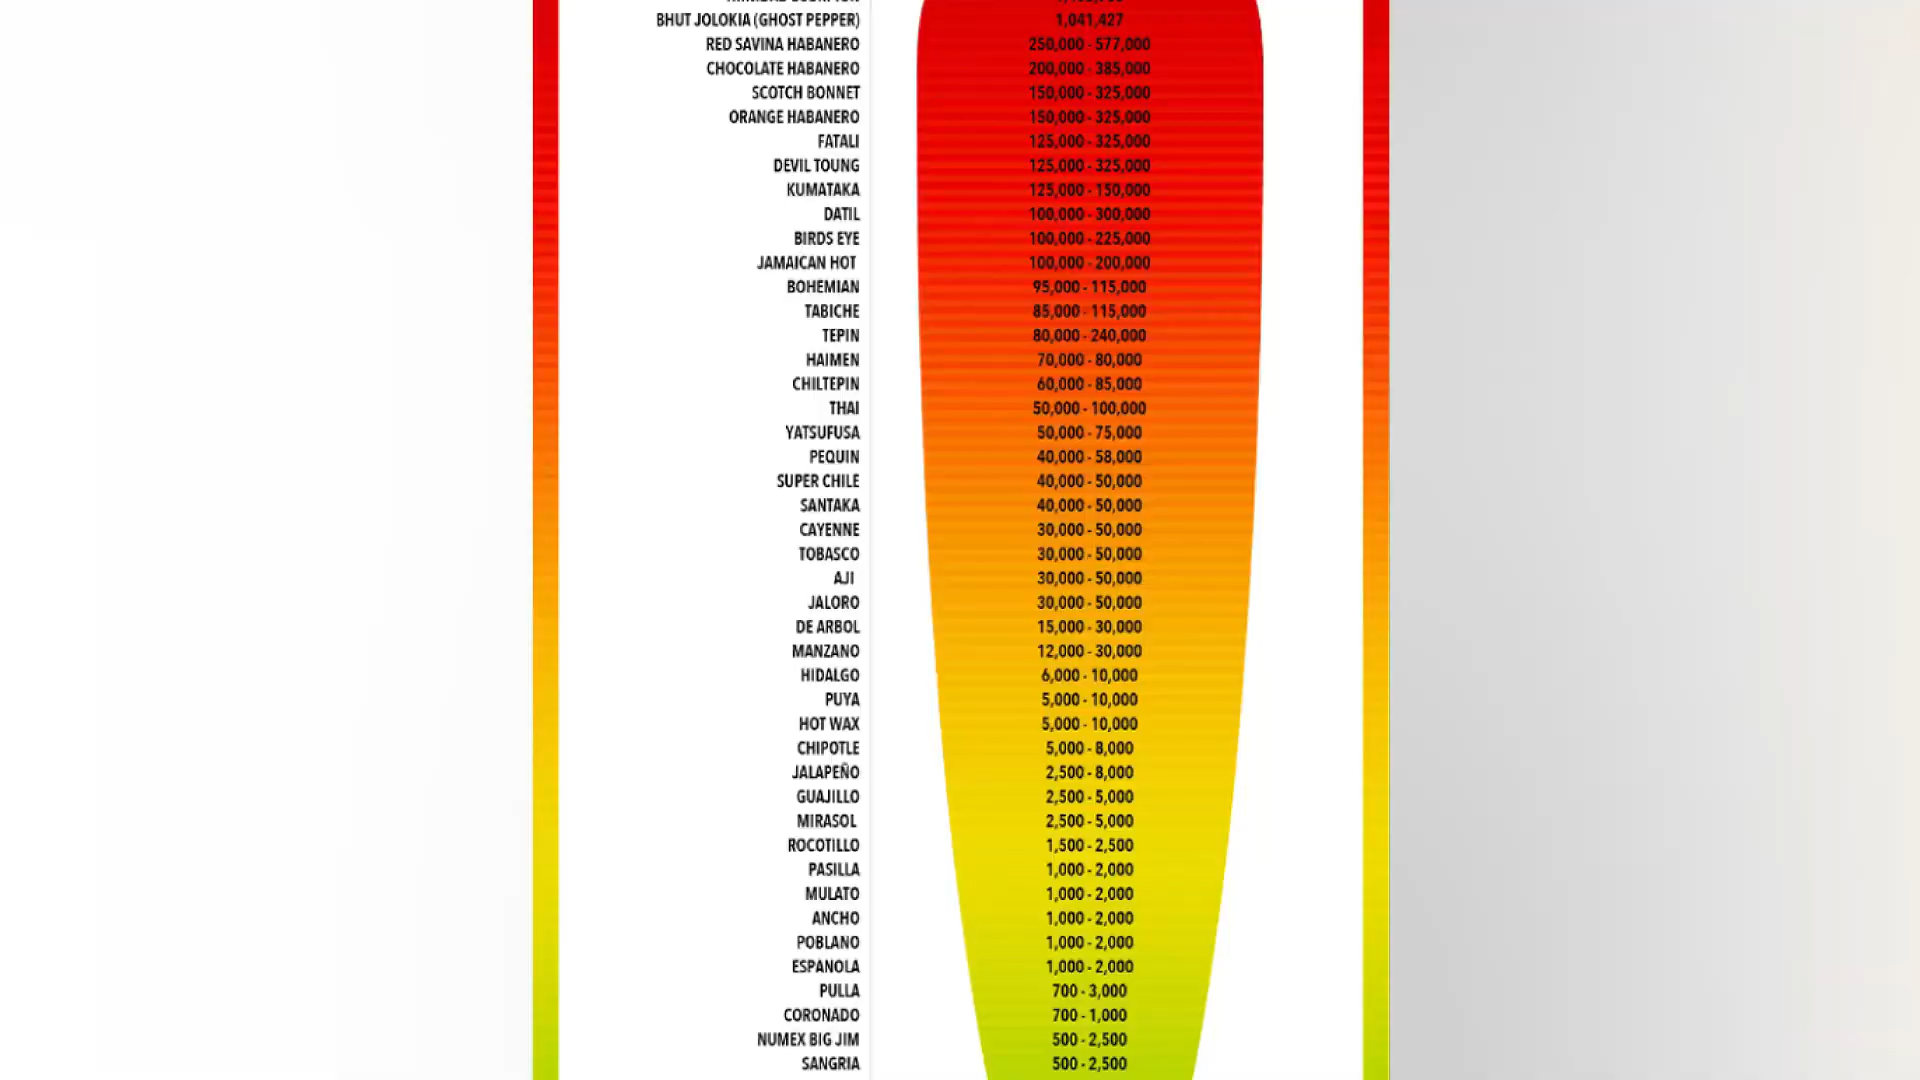 BHUT JOLOKIA (GHOST PEPPER) 1,041,427
RED SAVINA HABANERO 250,000 - 577,000
CHOCOLATE HABANERO 200,000 - 385,000
SCOTCH BONNET 150,000 - 325,000
ORANGE HABANERO 150,000 - 325,000
FATALI 125,000 - 325,000
DEVIL TOUNG 125,000 - 325,000
KUMATAKA 125,000 - 150,000
DATIL 100,000 - 300,000
BIRDS EYE 100,000 - 225,000
JAMAICAN HOT 100,000 - 200,000
BOHEMIAN 95,000 - 115,000
TABICHE 85,000 - 115,000
TEPIN 80,000 - 240,000
HAIMEN 70,000 - 80,000
CHILTEPIN 60,000 - 85,000
THAI 50,000 - 100,000
YATSUFUSA 50,000 - 75,000
PEQUIN 40,000 - 58,000
SUPER CHILE 40,000 - 50,000
SANTAKA 40,000 - 50,000
CAYENNE 30,000 - 50,000
TOBASCO 30,000 - 50,000
AJI 30,000 - 50,000
JALORO 30,000 - 50,000
DE ARBOL 15,000 - 30,000
MANZANO 12,000 - 30,000
HIDALGO 6,000 - 10,000
PUYA 5,000 - 10,000
HOT WAX 5,000 - 10,000
CHIPOTLE 5,000 - 8,000
JALAPEÑO 2,500 - 8,000
GUAJILLO 2,500 - 5,000
MIRASOL 2,500 - 5,000
ROCOTILLO 1,500 - 2,500
PASILLA 1,000 - 2,000
MULATO 1,000 - 2,000
ANCHO 1,000 - 2,000
POBLANO 1,000 - 2,000
ESPANOLA 1,000 - 2,000
PULLA 700 - 3,000
CORONADO 700 - 1,000
NUMEX BIG JIM 500 - 2,500
SANGRIA 500 - 2,500